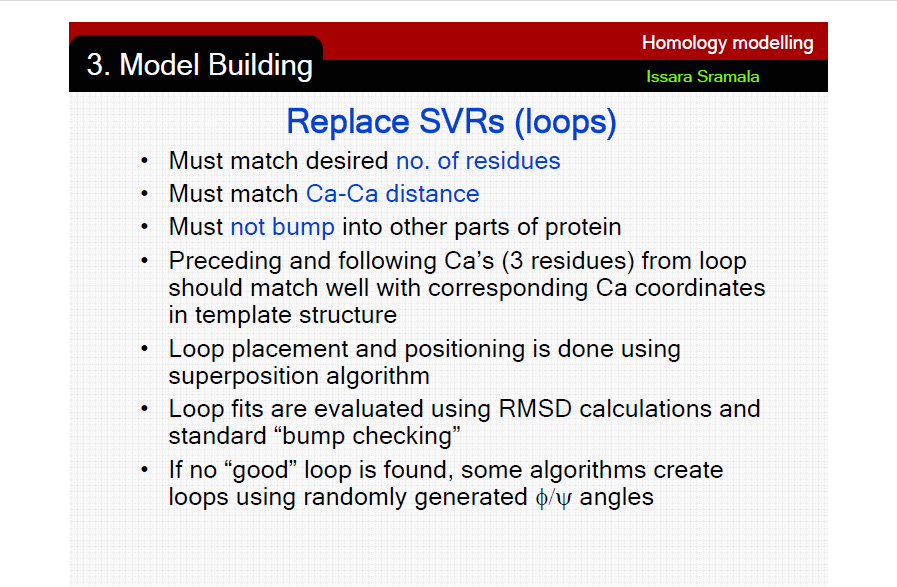 Homology modelling
3. Model Building
Issara Sramala
Replace SVRs (loops)
• Must match desired no. of residues
• Must match Ca-Ca distance
• Must not bump into other parts of protein
• Preceding and following Ca’s (3 residues) from loop
should match well with corresponding Ca coordinates
in template structure
• Loop placement and positioning is done using
superposition algorithm
• Loop fits are evaluated using RMSD calculations and
standard “bump checking”
• If no “good” loop is found, some algorithms create
loops using randomly generated ϕ/ψ angles